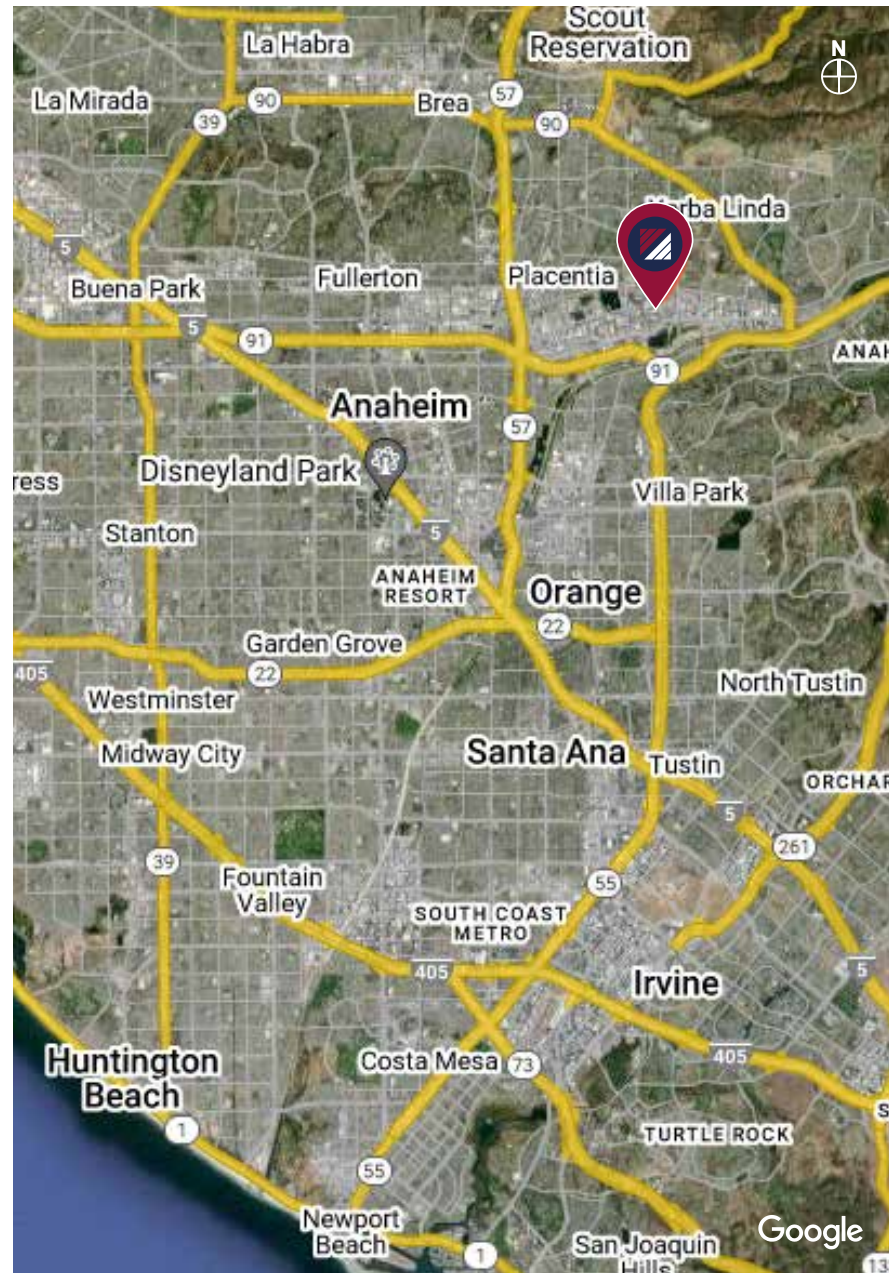 Scout
Reservation
N
La Habra
La Mirada
90
57
Brea
39
90
Yorba Linda
5
Fullerton
Placentia
Buena Park
5
91
ANAH
91
Anaheim
57
Disneyland Park
ress
Villa Park
Stanton
5
ANAHEIM
RESORT
Orange
22
Garden Grove
405
22
North Tustin
Westminster
Midway City
Santa Ana
Tustin
ORCHAR
5
261
39
Fountain
Valley
55
SOUTH COAST
METRO
405
5
Irvine
Huntington
Beach
Costa Mesa
73
405
S
1
TURTLE ROCK
55
Newport
Beach
1
San Joaquin
Hills
Google
13